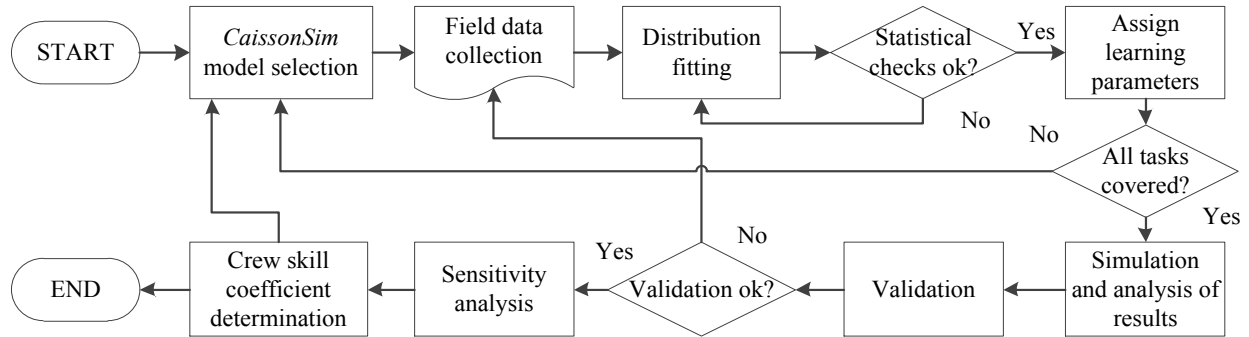 START
CaissonSim
model selection
Field data
collection
Distribution
fitting
Statistical
checks ok?
Yes
Assign
learning
parameters
No
No
All tasks
covered?
Yes
END
Crew skill
coefficient
determination
Sensitivity
analysis
Yes
No
Validation ok?
Validation
Simulation
and analysis of
results